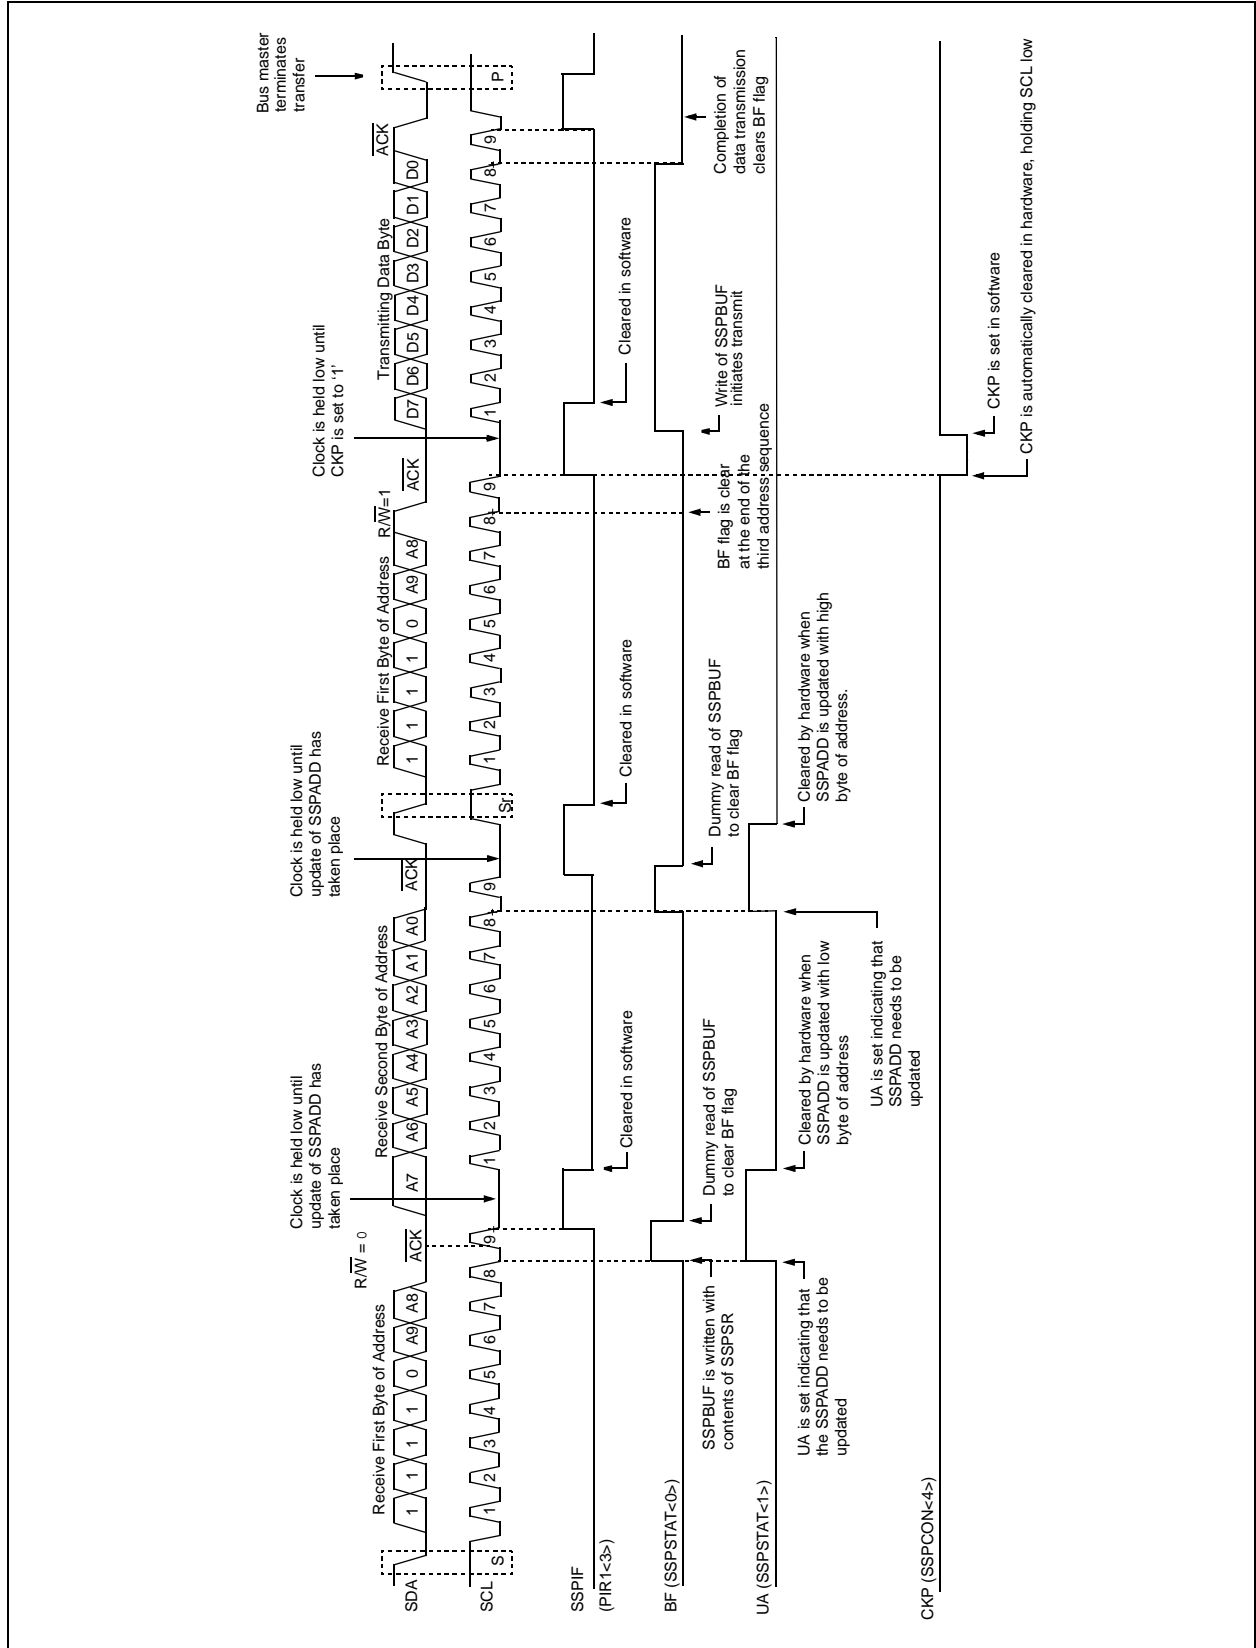 Bus master
terminates
transfer
Clock is held low until
CKP is set to ‘1’
Clock is held low until
update of SSPADD has
taken place
Clock is held low until
update of SSPADD has
taken place
R/W = 0
Receive First Byte of Address
ACK
Receive Second Byte of Address
ACK
Receive First Byte of Address
R/W=1
ACK
Transmitting Data Byte
ACK
SDA
1 1 1 1 0 A9 A8
A7 A6 A5 A4 A3 A2 A1 A0
1 1 1 1 0 A9 A8
D7 D6 D5 D4 D3 D2 D1 D0
SCL
S 1 2 3 4 5 6 7 8 9
1 2 3 4 5 6 7 8 9
Sr 1 2 3 4 5 6 7 8 9
1 2 3 4 5 6 7 8 9 P
SSPIF
(PIR1<3>)
Cleared in software
Cleared in software
Cleared in software
BF (SSPSTAT<0>)
SSPBUF is written with
contents of SSPSR
Dummy read of SSPBUF
to clear BF flag
Dummy read of SSPBUF
to clear BF flag
BF flag is clear
at the end of the
third address sequence
Write of SSPBUF
initiates transmit
Completion of
data transmission
clears BF flag
UA (SSPSTAT<1>)
UA is set indicating that
the SSPADD needs to be
updated
Cleared by hardware when
SSPADD is updated with low
byte of address
UA is set indicating that
SSPADD needs to be
updated
Cleared by hardware when
SSPADD is updated with high
byte of address.
CKP (SSPCON<4>)
CKP is set in software
CKP is automatically cleared in hardware, holding SCL low